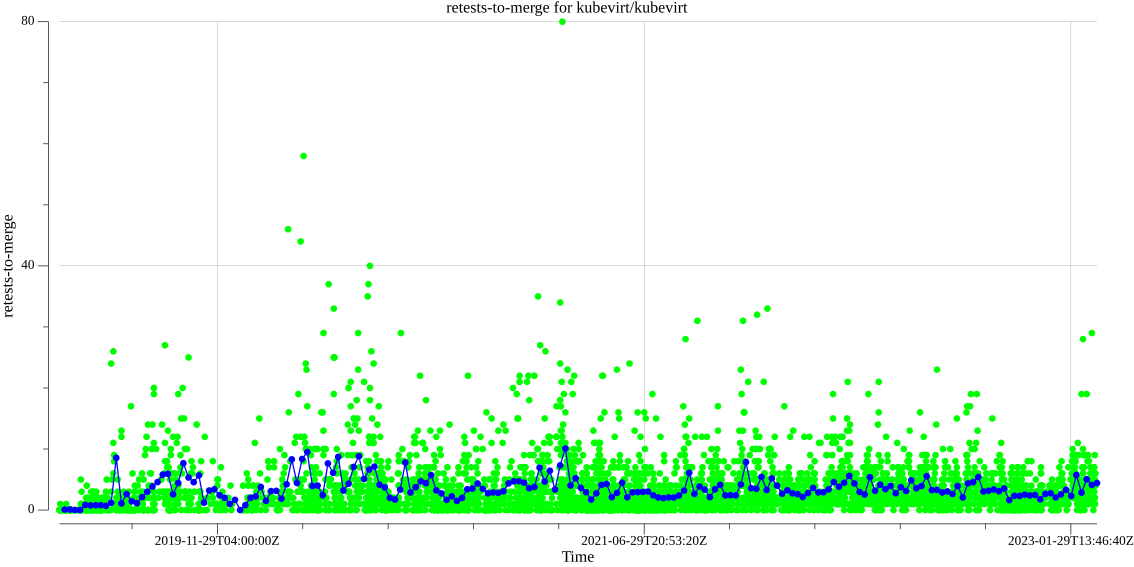 retests-to-merge for kubevirt/kubevirt
80
40
0
retests-to-merge
2019-11-29T04:00:00Z
2021-06-29T20:53:20Z
2023-01-29T13:46:40Z
Time